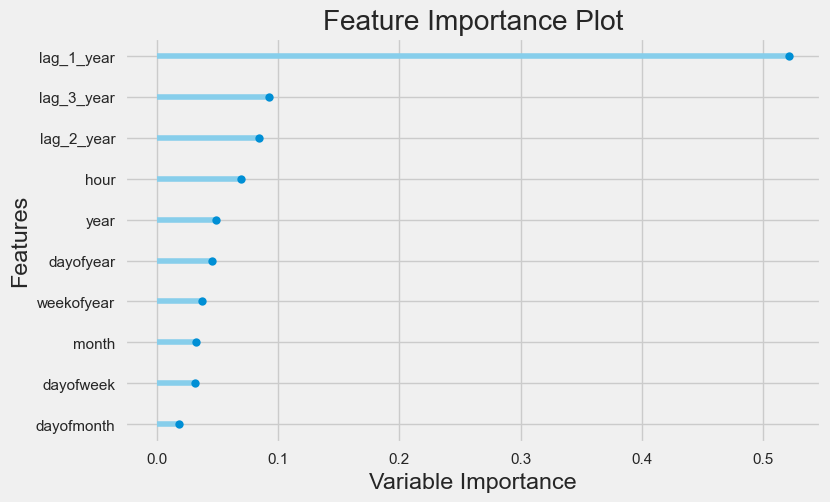 Feature Importance Plot
Features
lag_1_year
lag_3_year
lag_2_year
hour
year
dayofyear
weekofyear
month
dayofweek
dayofmonth
0.0 0.1 0.2 0.3 0.4 0.5
Variable Importance